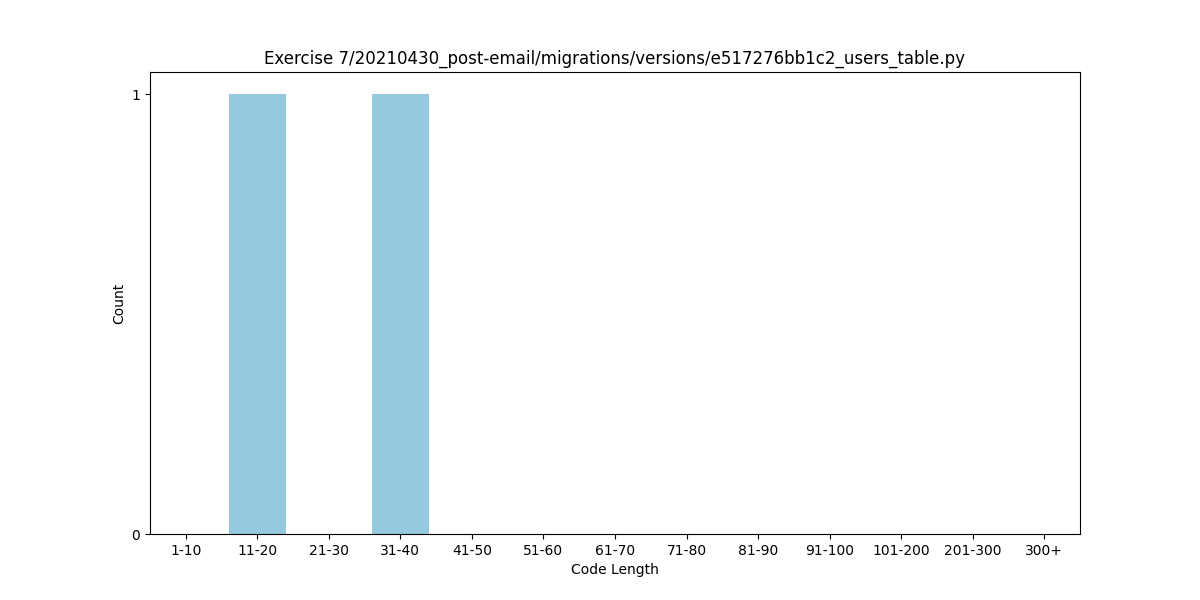 Exercise 7/20210430_post-email/migrations/versions/e517276bb1c2_users_table.py
1
Count
0
1-10 11-20 21-30 31-40 41-50 51-60 61-70 71-80 81-90 91-100 101-200 201-300 300+
Code Length